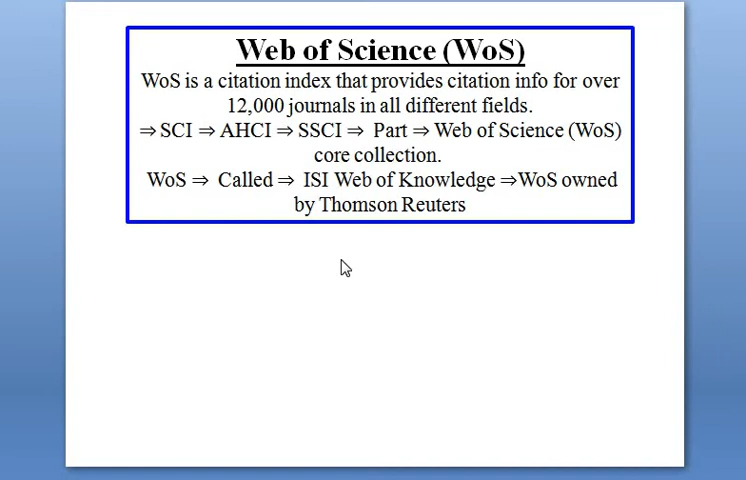 Web of Science (WoS)
WoS is a citation index that provides citation info for over
12,000 journals in all different fields.
⇒ SCI ⇒ AHCI ⇒ SSCI ⇒ Part ⇒ Web of Science (WoS)
core collection.
WoS ⇒ Called ⇒ ISI Web of Knowledge ⇒WoS owned
by Thomson Reuters